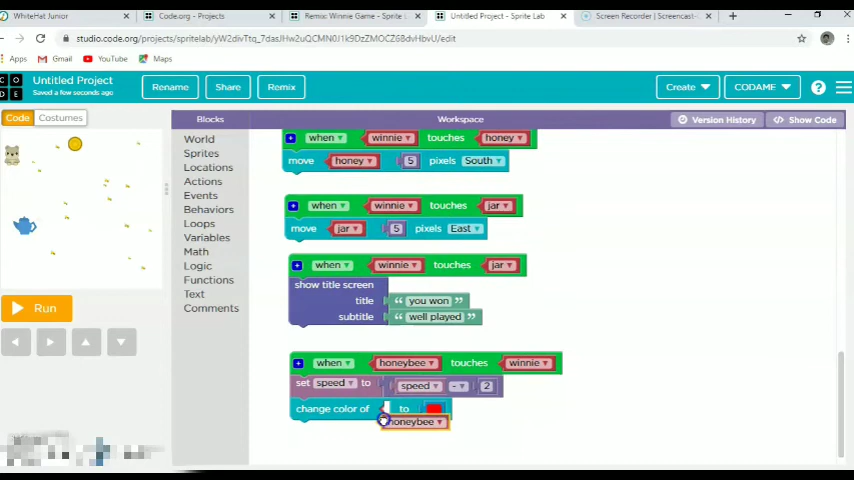 WhiteHat Junior
Code.org - Projects
Remix: Winnie Game - Sprite
Untitled Project - Sprite Lab
Screen Recorder | Screencast-
studio.code.org/projects/spritelab/
Apps Gmail YouTube Maps
C O
D E
Untitled Project
Saved a few seconds ago
Rename
Share
Remix
Create
CODAME
Code
Costumes
Blocks
Workspace
Version History
</> Show Code
World
Sprites
Locations
Actions
Events
Behaviors
Loops
Variables
Math
Logic
Functions
Text
Comments
Run
when winnie touches honey
move honey 5 pixels South
when winnie touches jar
move jar 5 pixels East
when winnie touches jar
show title screen
title “ you won ”
subtitle “ well played ”
when honeybee touches winnie
set speed to speed - 2
change color of to
honeybee